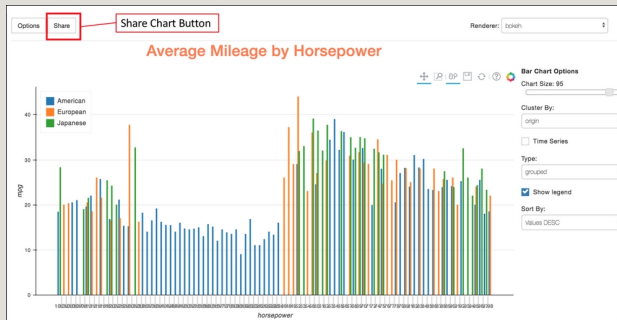 Options
Share
Share Chart Button
Renderer:
bokeh
Average Mileage by Horsepower
Bar Chart Options
Chart Size: 95
Cluster By:
origin
Time Series
Type:
grouped
Show legend
Sort By:
Values DESC
American
European
Japanese
mpg
40
30
20
10
0
horsepower